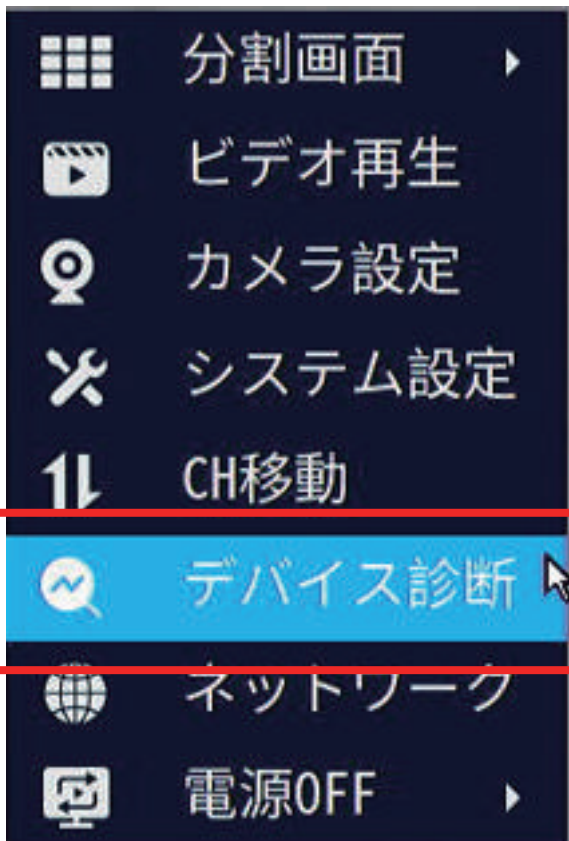 分割画面
ビデオ再生
カメラ設定
システム設定
CH移動
デバイス診断
ネットワーク
電源OFF